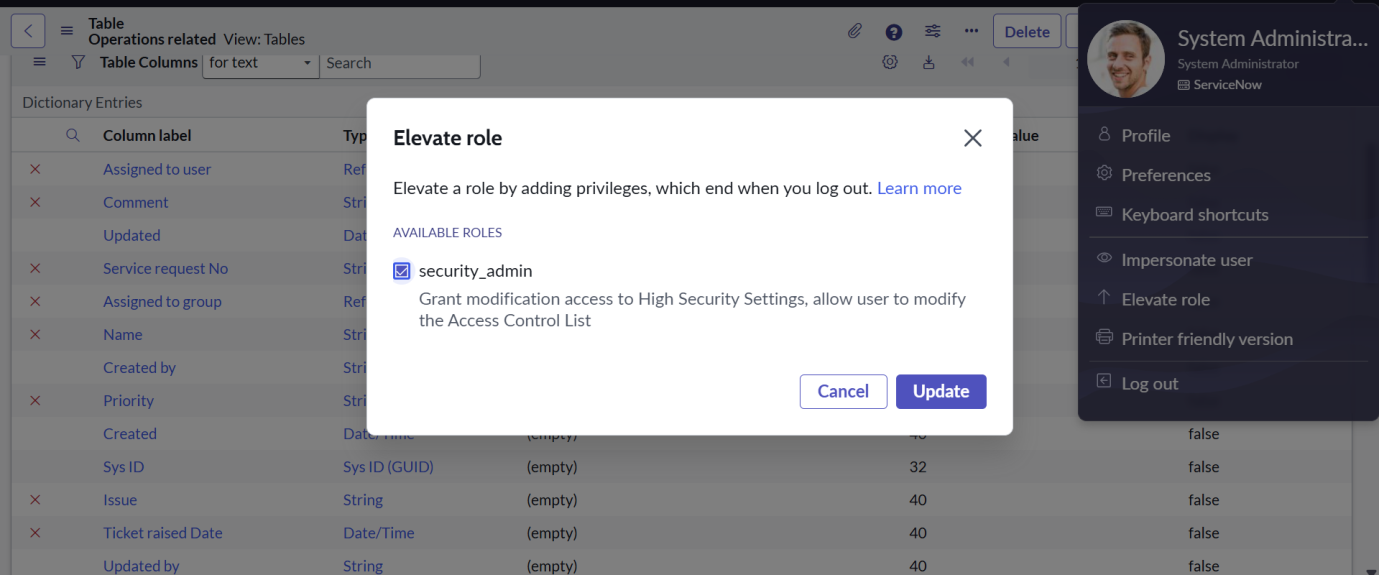 Table
Operations related View: Tables
Delete
Table Columns for text Search
Dictionary Entries
Column label
Assigned to user
Comment
Updated
Service request No
Assigned to group
Name
Created by
Priority
Created
Sys ID Sys ID (GUID) (empty) 32 false
Issue String (empty) 40 false
Ticket raised Date Date/Time (empty) 40 false
Updated by String (empty) 40 false
Elevate role
Elevate a role by adding privileges, which end when you log out. Learn more
AVAILABLE ROLES
security_admin
Grant modification access to High Security Settings, allow user to modify
the Access Control List
Cancel Update
false
System Administra...
System Administrator
ServiceNow
Profile
Preferences
Keyboard shortcuts
Impersonate user
Elevate role
Printer friendly version
Log out